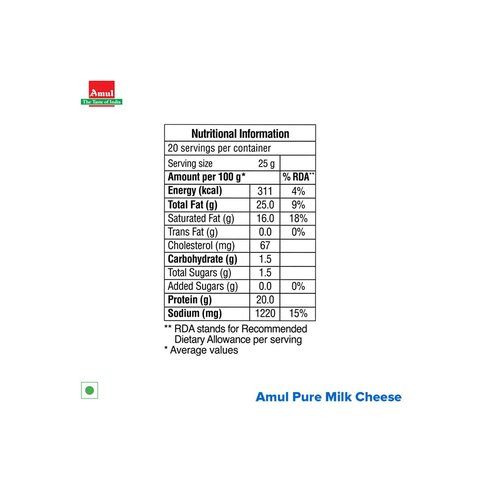 Amul
The Taste of India
Nutritional Information
20 servings per container
Serving size 25 g
Amount per 100 g* % RDA**
Energy (kcal) 311 4%
Total Fat (g) 25.0 9%
Saturated Fat (g) 16.0 18%
Trans Fat (g) 0.0 0%
Cholesterol (mg) 67
Carbohydrate (g) 1.5
Total Sugars (g) 1.5
Added Sugars (g) 0.0 0%
Protein (g) 20.0
Sodium (mg) 1220 15%
** RDA stands for Recommended
Dietary Allowance per serving
* Average values
Amul Pure Milk Cheese